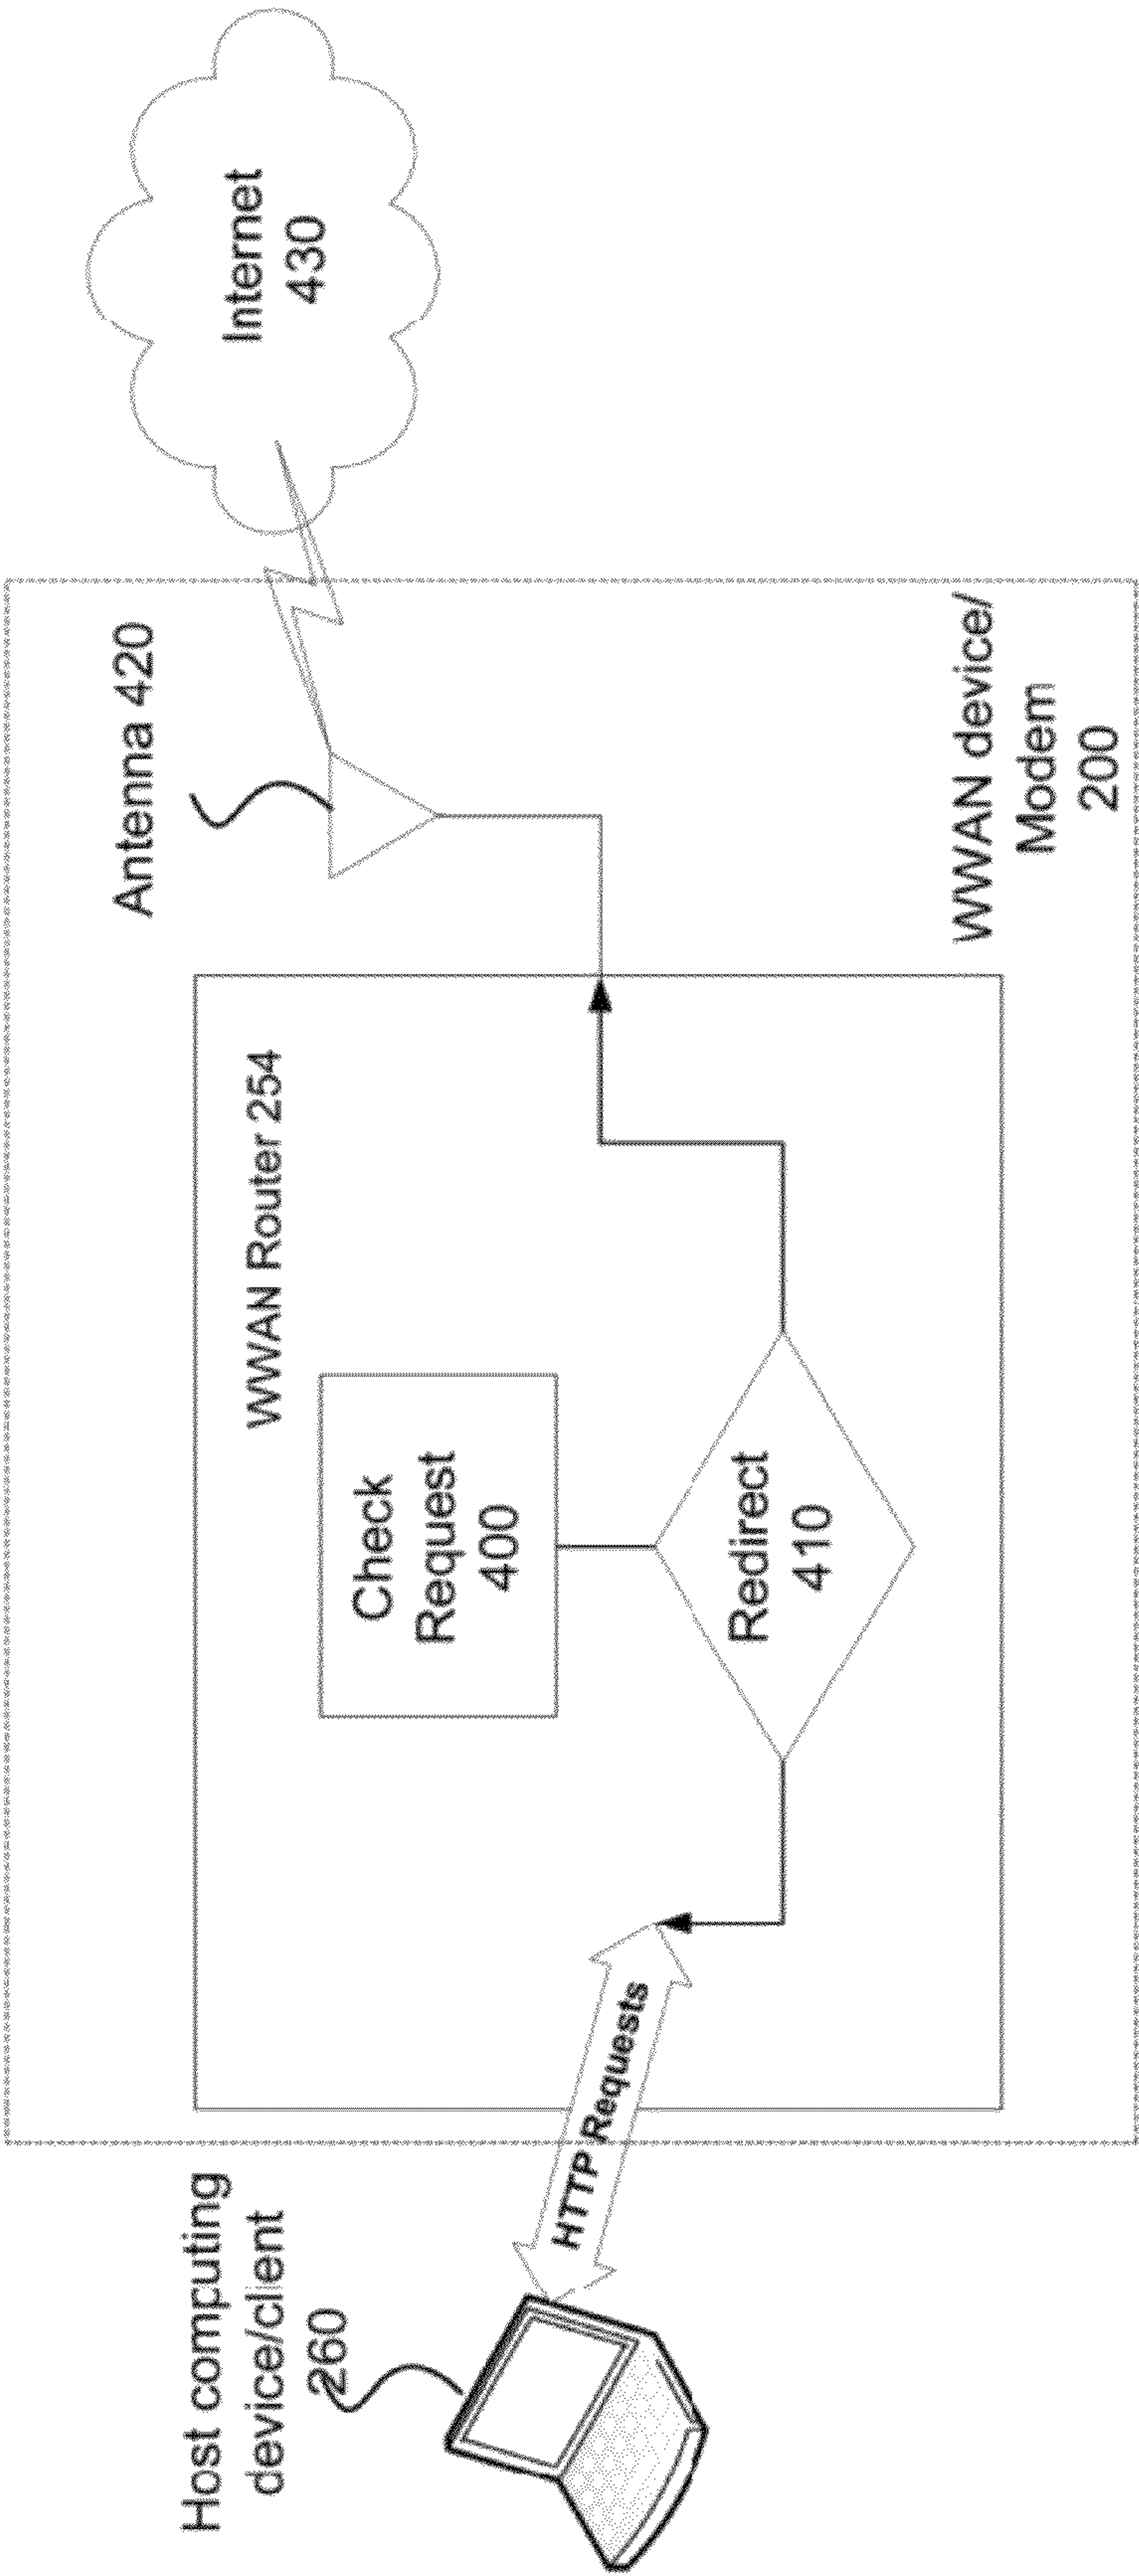 Host computing
device/client
260
HTTP Requests
WWAN Router 254
Check
Request
400
Redirect
410
Antenna 420
WWAN device/
Modem
200
Internet
430